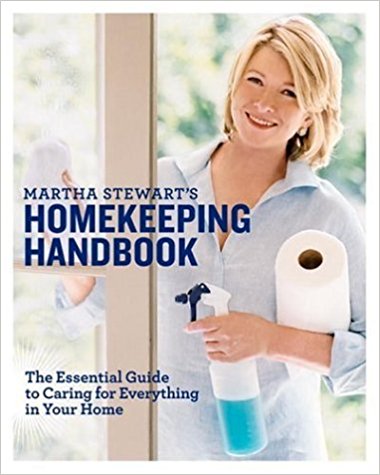 MARTHA STEWART'S
HOMEKEEPING
HANDBOOK
The Essential Guide
to Caring for Everything
in Your Home